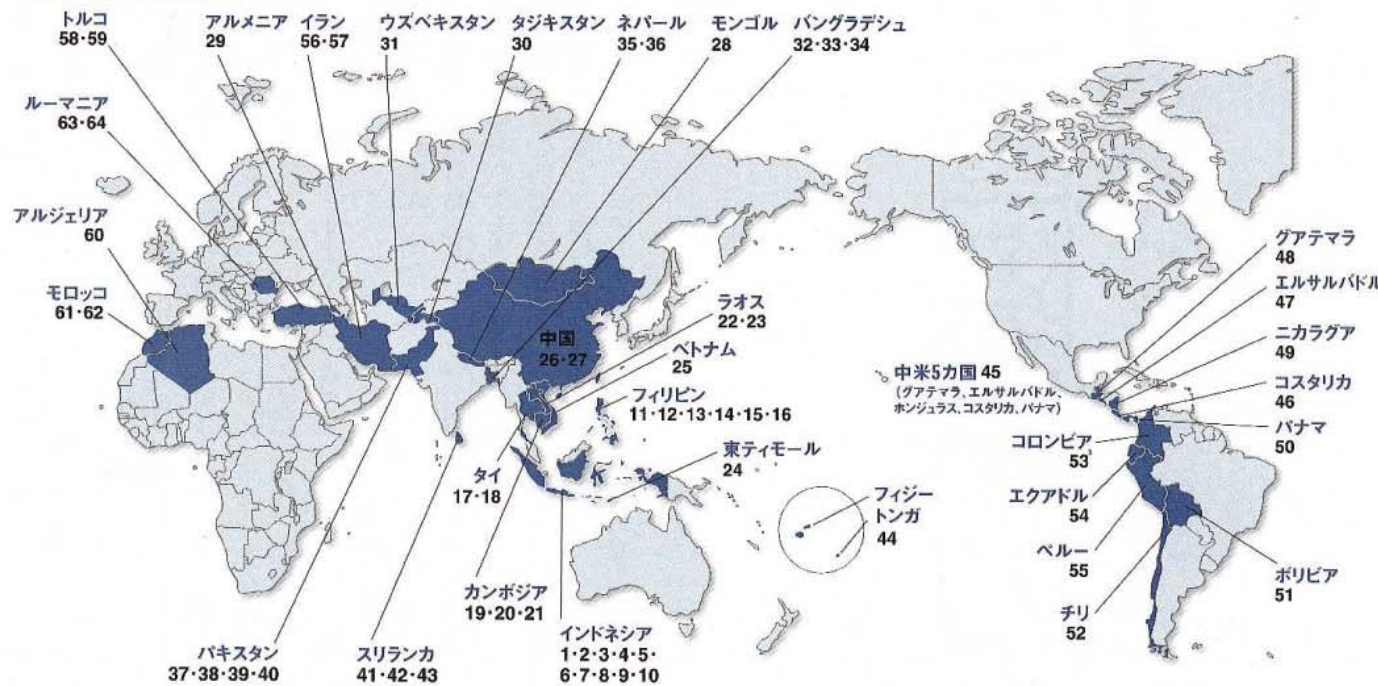 トルコ
58・59
アルメニア
29
イラン
56・57
ウズベキスタン
31
タジキスタン
30
ネパール
35・36
モンゴル
28
バングラデシュ
32・33・34
ルーマニア
63・64
アルジェリア
60
モロッコ
61・62
中国
26・27
ラオス
22・23
ベトナム
25
フィリピン
11・12・13・14・15・16
東ティモール
24
タイ
17・18
フィジー
トンガ
44
カンボジア
19・20・21
インドネシア
1・2・3・4・5・
6・7・8・9・10
パキスタン
37・38・39・40
スリランカ
41・42・43
グアテマラ
48
エルサルバドル
47
ニカラグア
49
コスタリカ
46
パナマ
50
中米5カ国 45
(グアテマラ、エルサルバドル、
ホンジュラス、コスタリカ、パナマ)
コロンビア
53
エクアドル
54
ペルー
55
チリ
52
ボリビア
51